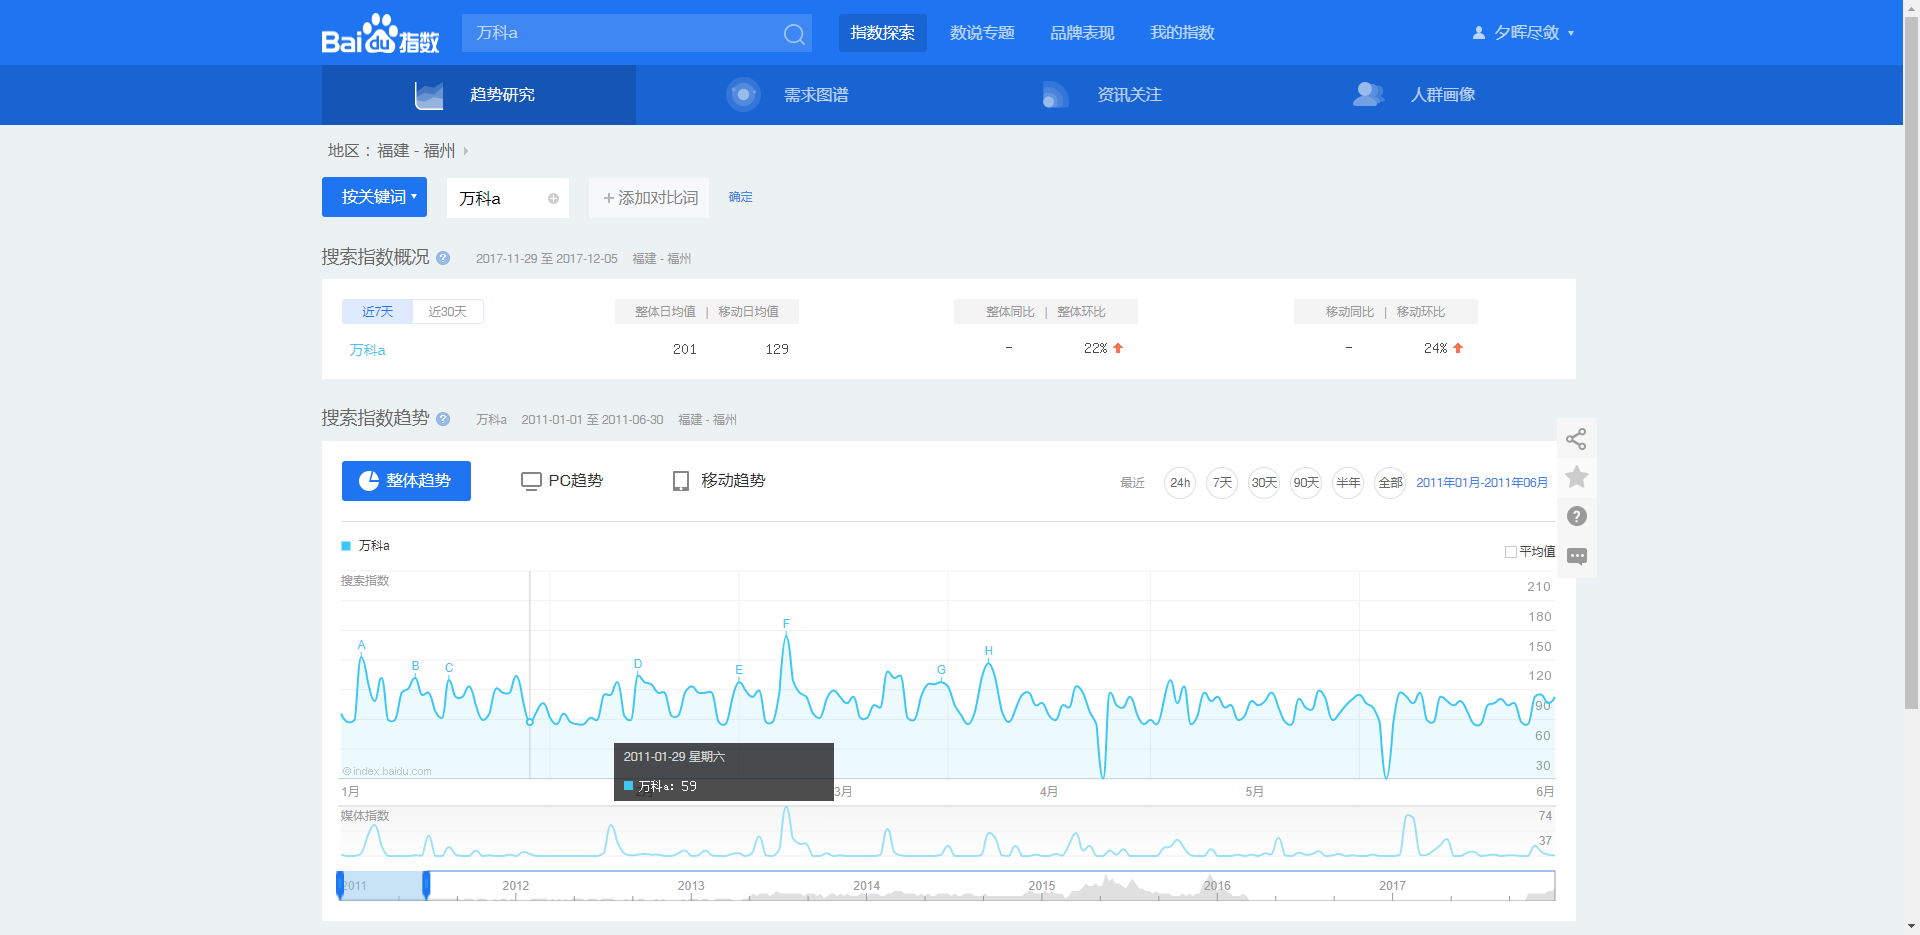 Baidu指数
万科a
指数探索 数说专题 品牌表现 我的指数
夕晖尽敛
趋势研究 需求图谱 资讯关注 人群画像
地区 : 福建 - 福州
按关键词 万科a + 添加对比词 确定
搜索指数概况 ? 2017-11-29 至 2017-12-05 福建 - 福州
近7天 近30天 整体日均值 | 移动日均值 整体同比 | 整体环比 移动同比 | 移动环比
万科a 201 129 - 22% - 24%
搜索指数趋势 ? 万科a 2011-01-01 至 2011-06-30 福建 - 福州
整体趋势 PC趋势 移动趋势 最近 24h 7天 30天 90天 半年 全部 2011年01月-2011年06月
?
万科a
平均值
搜索指数
210
180
150
120
90
60
30
A B C D E F G H
2011-01-29 星期六
万科a: 59
©index.baidu.com
1月 3月 4月 5月 6月
媒体指数
74
37
2011 2012 2013 2014 2015 2016 2017